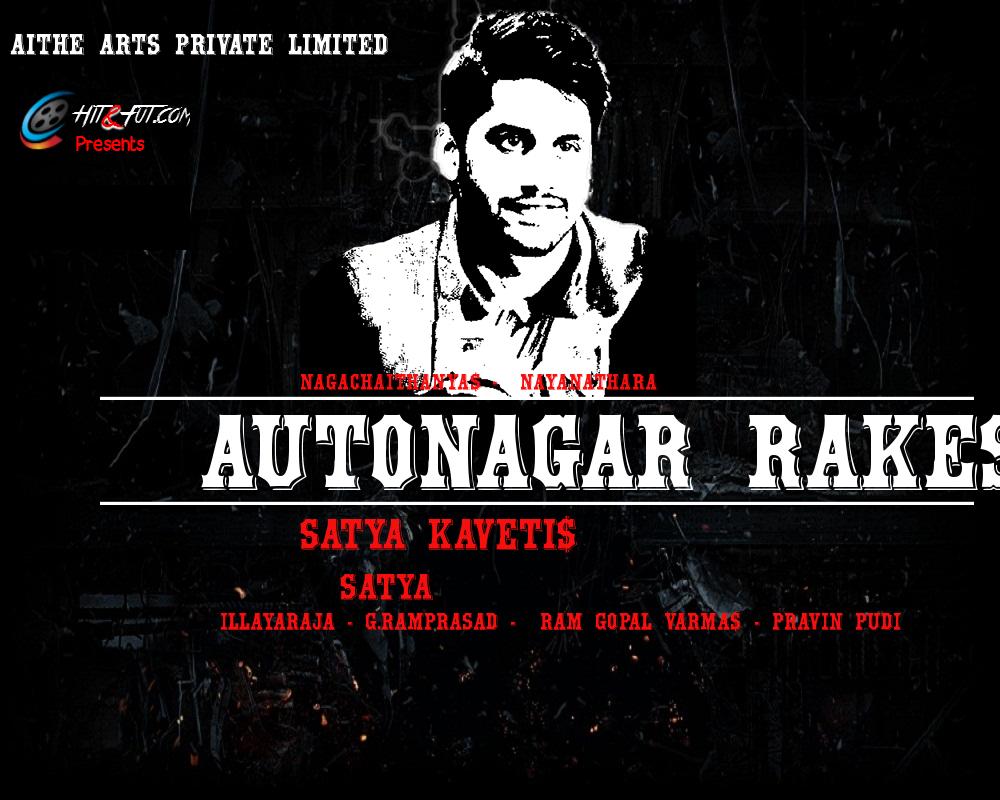 AITHE ARTS PRIVATE LIMITED
HIT&FUT.COM
Presents
NAGACHAITHANYA$ - NAYANATHARA
AUTONAGAR RAKES
SATYA KAVETI$
SATYA
ILLAYARAJA - G.RAMPRASAD - RAM GOPAL VARMA$ - PRAVIN PUDI